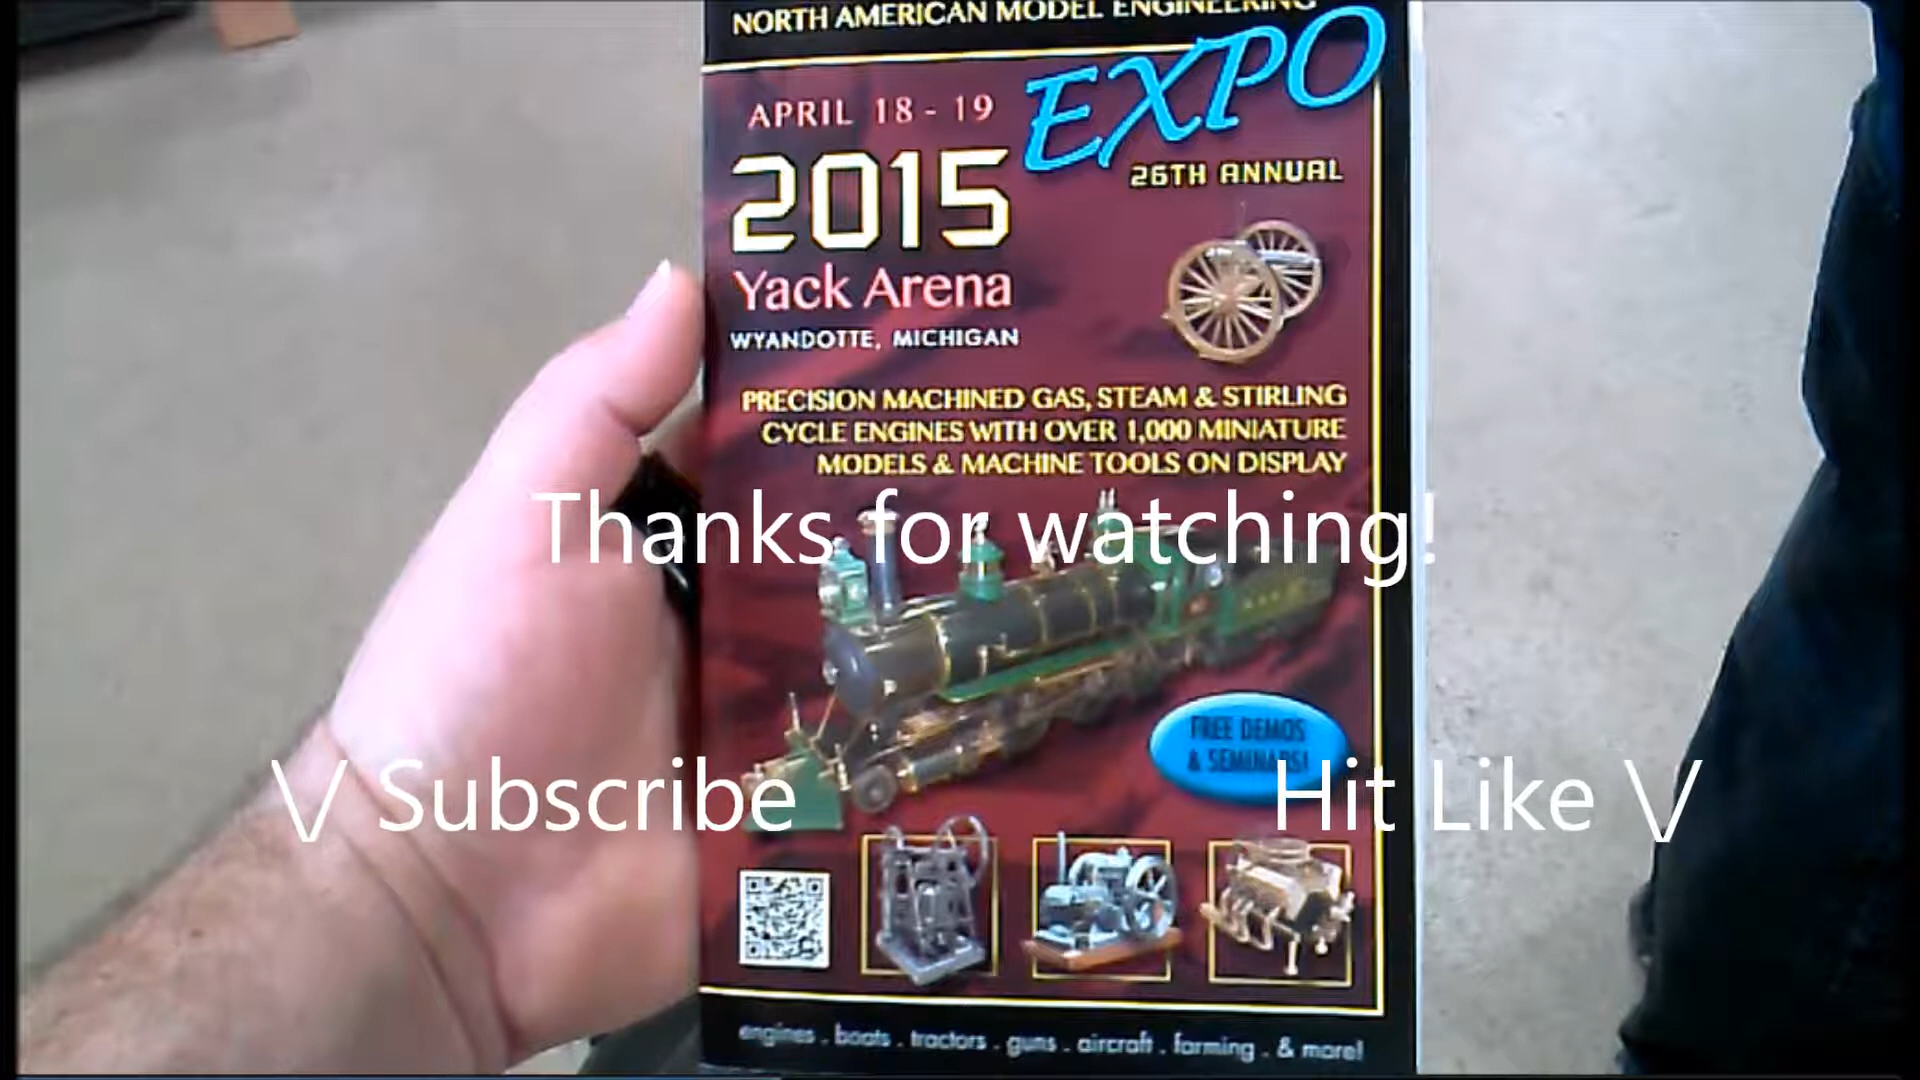 NORTH AMERICAN MODEL ENGINEERING
EXPO
APRIL 18 - 19
2015
26TH ANNUAL
Yack Arena
WYANDOTTE, MICHIGAN
PRECISION MACHINED GAS, STEAM & STIRLING
CYCLE ENGINES WITH OVER 1,000 MINIATURE
MODELS & MACHINE TOOLS ON DISPLAY
Thanks for watching!
FREE DEMOS
& SEMINARS!
\/ Subscribe
Hit Like \/
engines . boats . tractors . guns . aircraft . farming . & more!